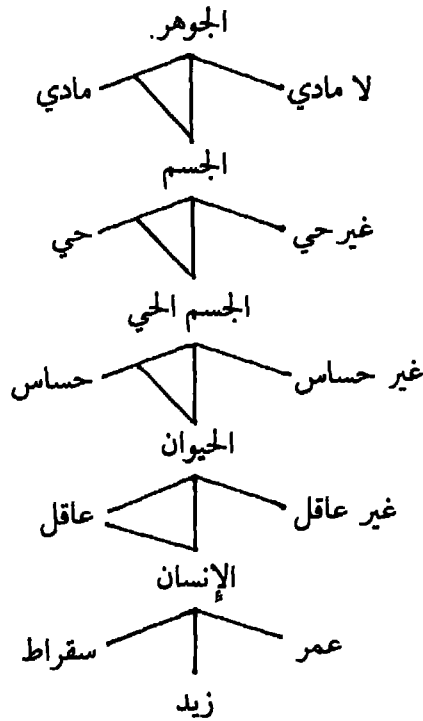 الجوهر.
لا مادي مادي
الجسم
غير حي حي
الجسم الحي
غير حساس حساس
الحيوان
غير عاقل عاقل
الإنسان
عمر سقراط
زيد